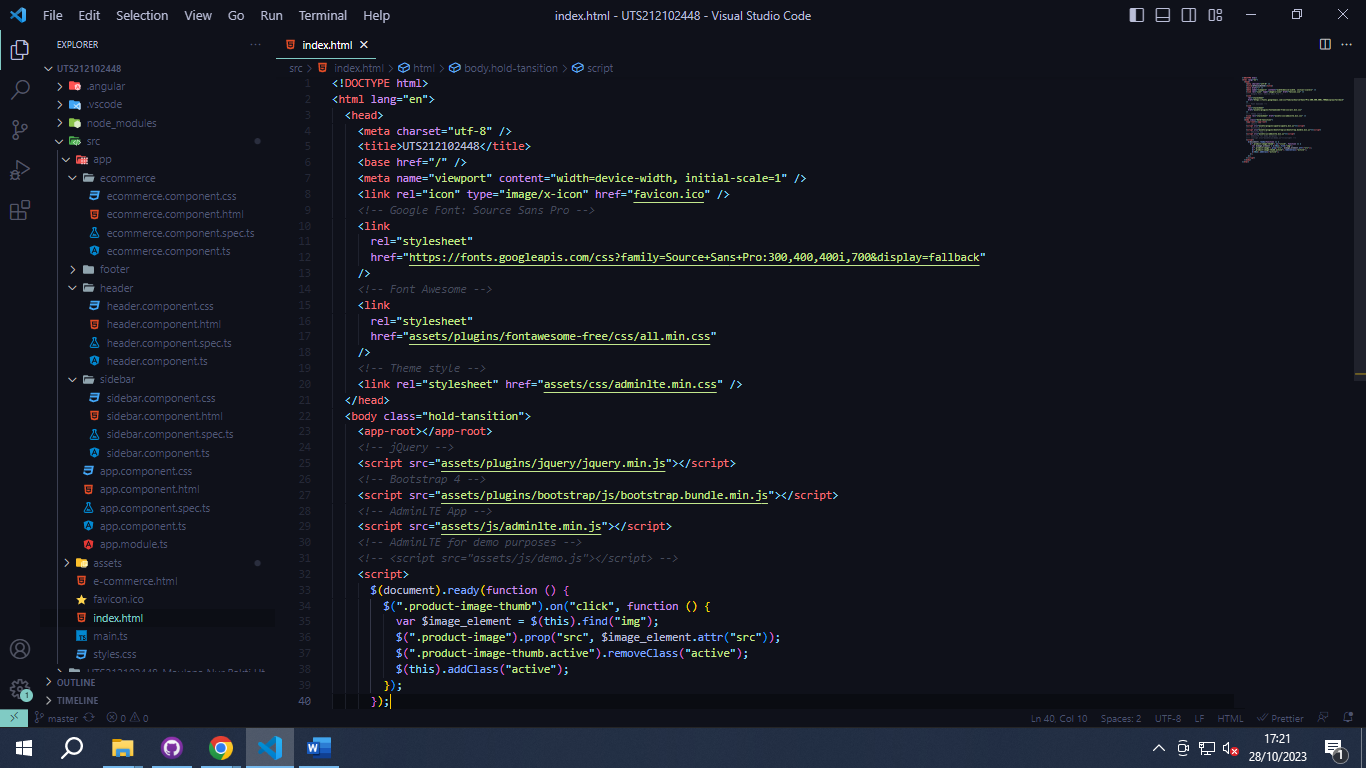 File Edit Selection View Go Run Terminal Help
index.html - UTS212102448 - Visual Studio Code
EXPLORER
UTS212102448
.angular
.vscode
node_modules
src
app
ecommerce
ecommerce.component.css
ecommerce.component.html
ecommerce.component.spec.ts
ecommerce.component.ts
footer
header
header.component.css
header.component.html
header.component.spec.ts
header.component.ts
sidebar
sidebar.component.css
sidebar.component.html
sidebar.component.spec.ts
sidebar.component.ts
app.component.css
app.component.html
app.component.spec.ts
app.component.ts
app.module.ts
assets
e-commerce.html
favicon.ico
index.html
main.ts
styles.css
OUTLINE
TIMELINE
index.html
src > index.html > html > body.hold-tansition > script
1 <!DOCTYPE html>
2 <html lang="en">
3 <head>
4 <meta charset="utf-8" />
5 <title>UTS212102448</title>
6 <base href="/" />
7 <meta name="viewport" content="width=device-width, initial-scale=1" />
8 <link rel="icon" type="image/x-icon" href="favicon.ico" />
9 <!-- Google Font: Source Sans Pro -->
10 <link
11 rel="stylesheet"
12 href="https://fonts.googleapis.com/css?family=Source+Sans+Pro:300,400,400i,700&display=fallback"
13 />
14 <!-- Font Awesome -->
15 <link
16 rel="stylesheet"
17 href="assets/plugins/fontawesome-free/css/all.min.css"
18 />
19 <!-- Theme style -->
20 <link rel="stylesheet" href="assets/css/adminlte.min.css" />
21 </head>
22 <body class="hold-tansition">
23 <app-root></app-root>
24 <!-- jQuery -->
25 <script src="assets/plugins/jquery/jquery.min.js"></script>
26 <!-- Bootstrap 4 -->
27 <script src="assets/plugins/bootstrap/js/bootstrap.bundle.min.js"></script>
28 <!-- AdminLTE App -->
29 <script src="assets/js/adminlte.min.js"></script>
30 <!-- AdminLTE for demo purposes -->
31 <!-- <script src="assets/js/demo.js"></script> -->
32 <script>
33 $(document).ready(function () {
34 $(".product-image-thumb").on("click", function () {
35 var $image_element = $(this).find("img");
36 $(".product-image").prop("src", $image_element.attr("src"));
37 $(".product-image-thumb.active").removeClass("active");
38 $(this).addClass("active");
39 });
40 });
master 0 0 Ln 40, Col 10 Spaces: 2 UTF-8 LF HTML Prettier
1
17:21
28/10/2023
1